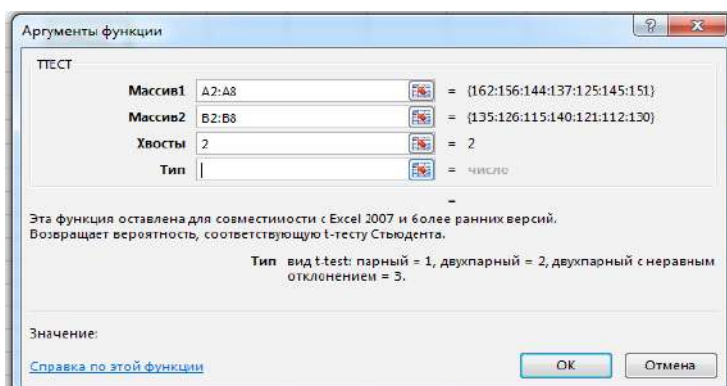 Аргументы функции
ТТЕСТ
Массив1 A2:A8 = {162:156:144:137:125:145:151}
Массив2 B2:B8 = {135:126:115:140:121:112:130}
Хвосты 2 = 2
Тип = число
=
Эта функция оставлена для совместимости с Excel 2007 и более ранних версий.
Возвращает вероятность, соответствующую t-тесту Стьюдента.
Тип вид t-test: парный = 1, двухпарный = 2, двухпарный с неравным
отклонением = 3.
Значение:
Справка по этой функции
ОК Отмена